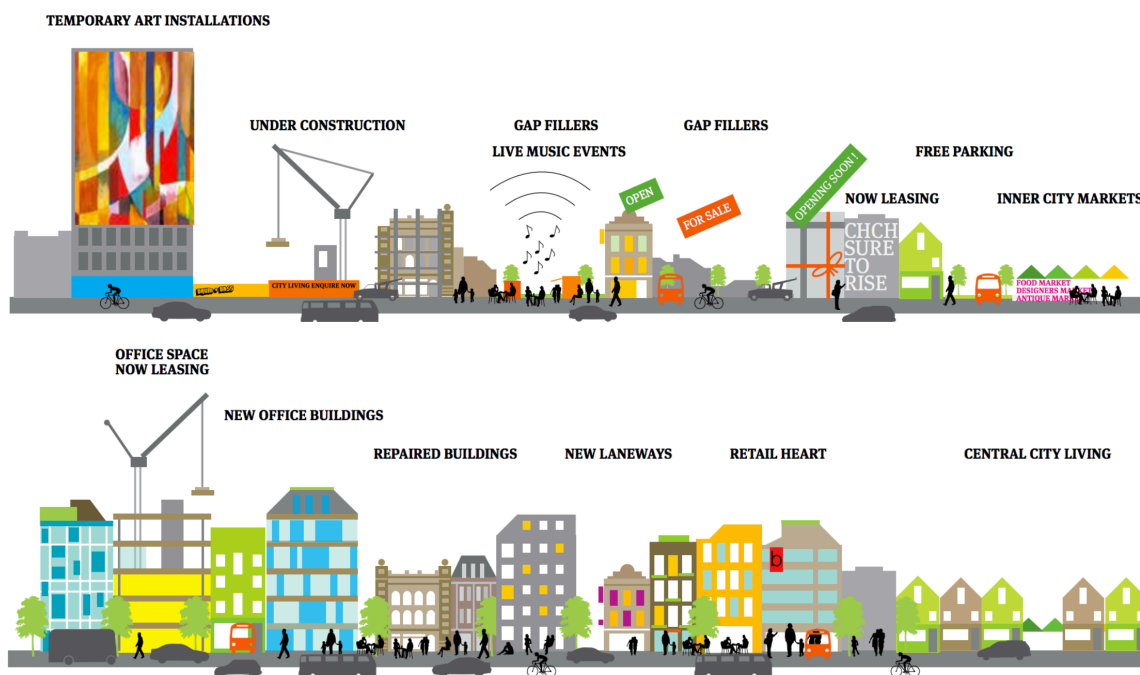 TEMPORARY ART INSTALLATIONS
UNDER CONSTRUCTION
GAP FILLERS
LIVE MUSIC EVENTS
GAP FILLERS
FREE PARKING
NOW LEASING
INNER CITY MARKETS
OPEN
FOR SALE
OPENING SOON !
CHCH
SURE
TO
RISE
CITY LIVING ENQUIRE NOW
FOOD MARKET
DESIGNERS MARKET
ANTIQUE MARK
OFFICE SPACE
NOW LEASING
NEW OFFICE BUILDINGS
REPAIRED BUILDINGS
NEW LANEWAYS
RETAIL HEART
CENTRAL CITY LIVING
b